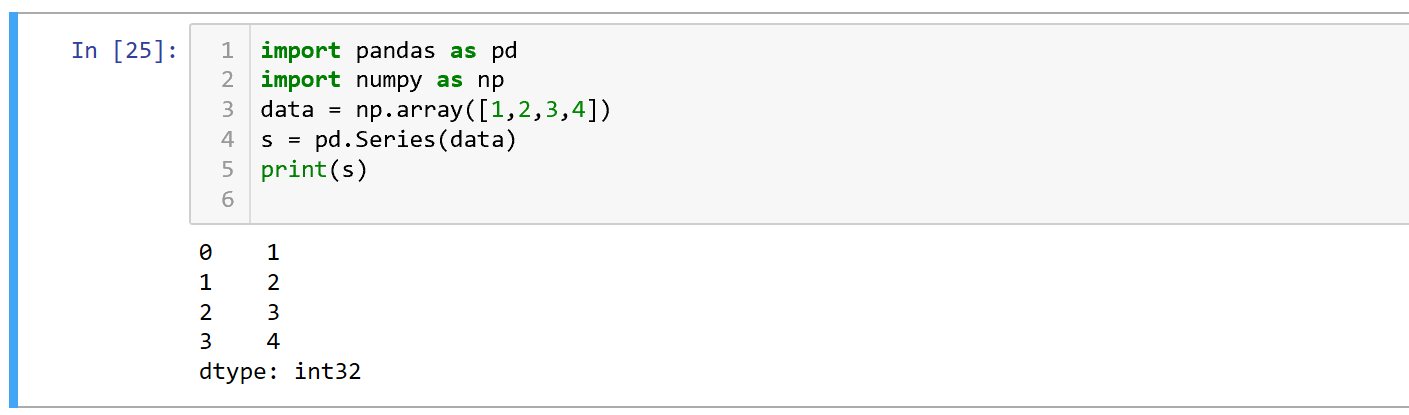 In [25]:
1 import pandas as pd
2 import numpy as np
3 data = np.array([1,2,3,4])
4 s = pd.Series(data)
5 print(s)
6
0    1
1    2
2    3
3    4
dtype: int32